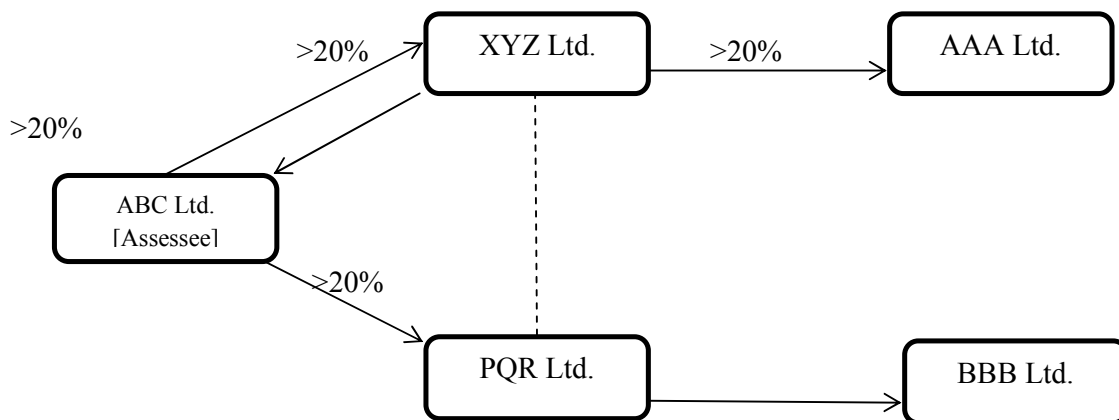 XYZ Ltd.
AAA Ltd.
>20%
>20%
>20%
ABC Ltd.
[Assessee]
>20%
PQR Ltd.
BBB Ltd.